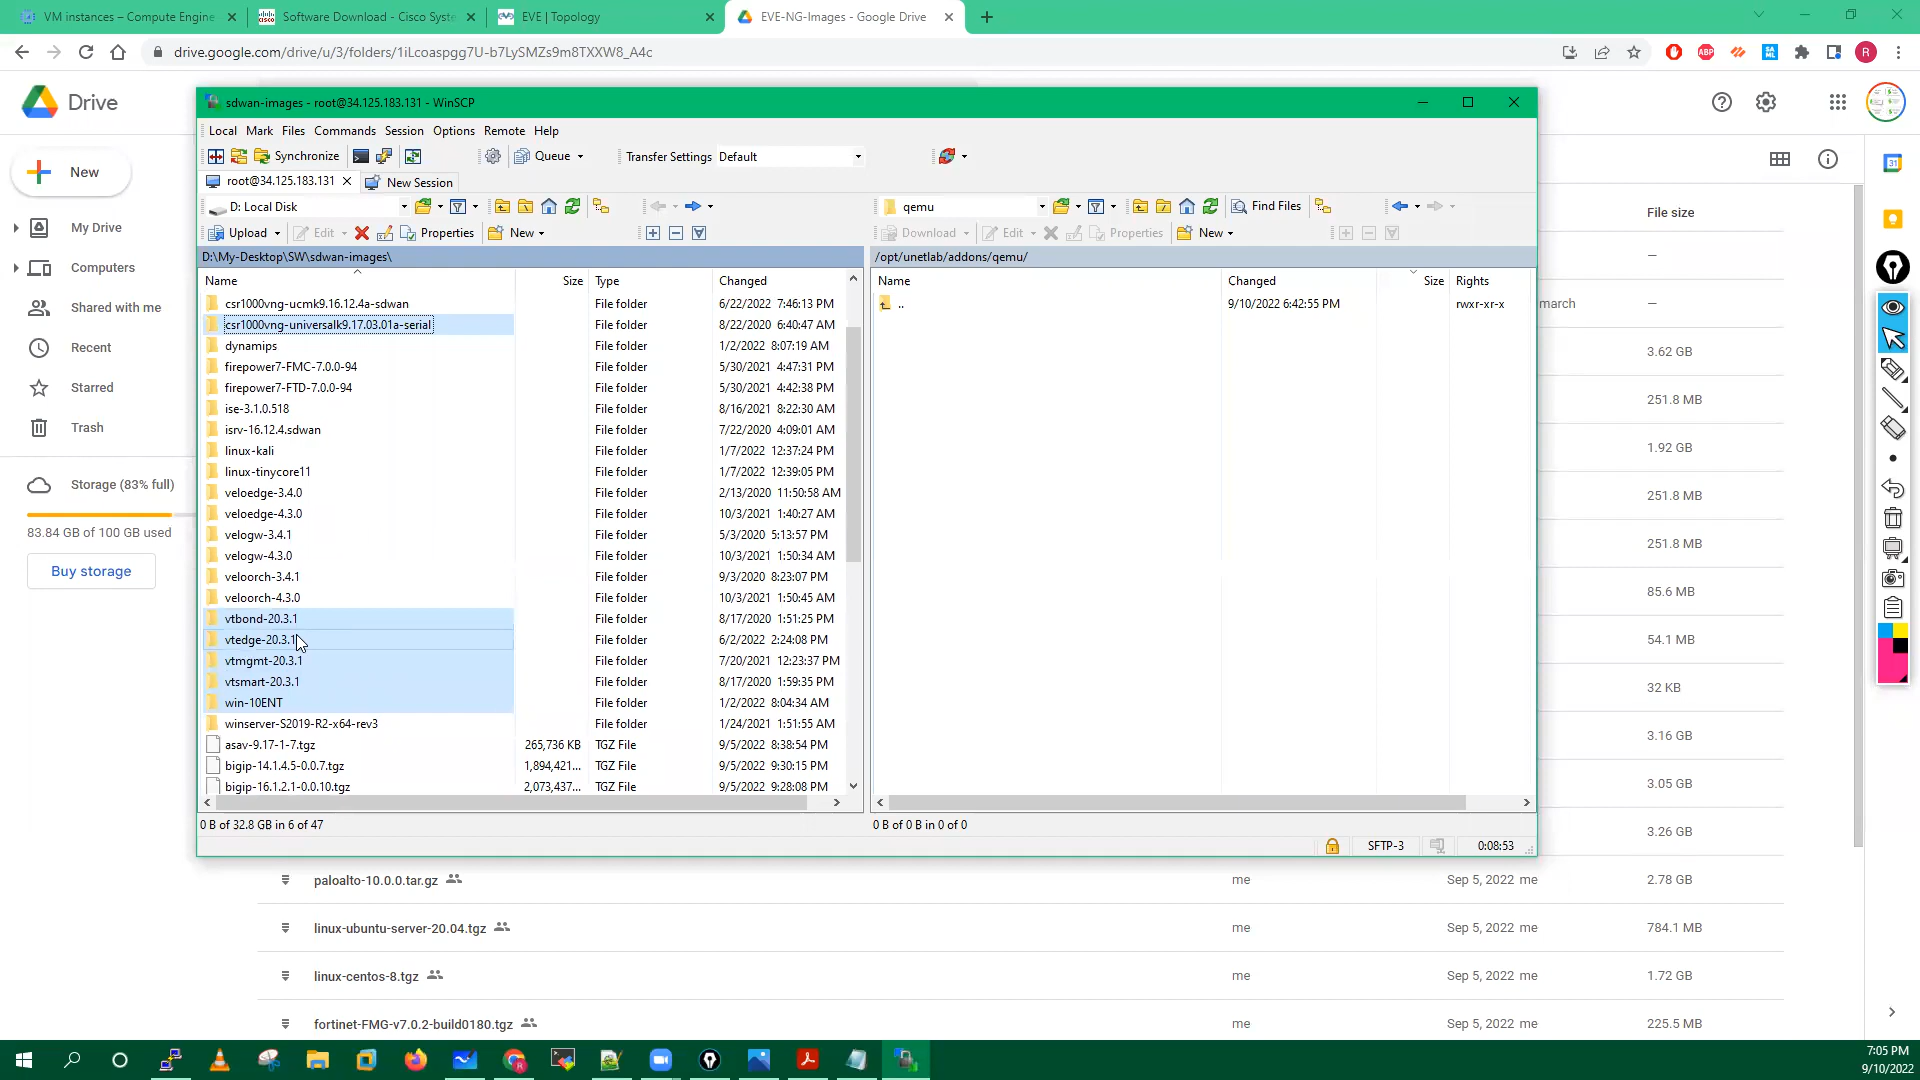 VM instances – Compute Engine
Software Download - Cisco Syste
EVE | Topology
EVE-NG-Images - Google Drive
drive.google.com/drive/u/3/folders/1iLcoaspgg7U-b7LySMZs9m8TXXW8_A4c
Drive
New
My Drive
Computers
Shared with me
Recent
Starred
Trash
Storage (83% full)
83.84 GB of 100 GB used
Buy storage
sdwan-images - root@34.125.183.131 - WinSCP
Local Mark Files Commands Session Options Remote Help
Synchronize
Queue
Transfer Settings Default
root@34.125.183.131
New Session
D: Local Disk
qemu
Find Files
Upload
Edit
Properties
New
Download
Edit
Properties
New
D:\My-Desktop\SW\sdwan-images\
/opt/unetlab/addons/qemu/
Name Size Type Changed
csr1000vng-ucmk9.16.12.4a-sdwan File folder 6/22/2022 7:46:13 PM
csr1000vng-universalk9.17.03.01a-serial File folder 8/22/2020 6:40:47 AM
dynamips File folder 1/2/2022 8:07:19 AM
firepower7-FMC-7.0.0-94 File folder 5/30/2021 4:47:31 PM
firepower7-FTD-7.0.0-94 File folder 5/30/2021 4:42:38 PM
ise-3.1.0.518 File folder 8/16/2021 8:22:30 AM
isrv-16.12.4.sdwan File folder 7/22/2020 4:09:01 AM
linux-kali File folder 1/7/2022 12:37:24 PM
linux-tinycore11 File folder 1/7/2022 12:39:05 PM
veloedge-3.4.0 File folder 2/13/2020 11:50:58 AM
veloedge-4.3.0 File folder 10/3/2021 1:40:27 AM
velogw-3.4.1 File folder 5/3/2020 5:13:57 PM
velogw-4.3.0 File folder 10/3/2021 1:50:34 AM
veloorch-3.4.1 File folder 9/3/2020 8:23:07 PM
veloorch-4.3.0 File folder 10/3/2021 1:50:45 AM
vtbond-20.3.1 File folder 8/17/2020 1:51:25 PM
vtedge-20.3.1 File folder 6/2/2022 2:24:08 PM
vtmgmt-20.3.1 File folder 7/20/2021 12:23:37 PM
vtsmart-20.3.1 File folder 8/17/2020 1:59:35 PM
win-10ENT File folder 1/2/2022 8:04:34 AM
winserver-S2019-R2-x64-rev3 File folder 1/24/2021 1:51:55 AM
asav-9.17-1-7.tgz 265,736 KB TGZ File 9/5/2022 8:38:54 PM
bigip-14.1.4.5-0.0.7.tgz 1,894,421... TGZ File 9/5/2022 9:30:15 PM
bigip-16.1.2.1-0.0.10.tgz 2,073,437... TGZ File 9/5/2022 9:28:08 PM
0 B of 32.8 GB in 6 of 47
Name Changed Size Rights
.. 9/10/2022 6:42:55 PM rwxr-xr-x
0 B of 0 B in 0 of 0
SFTP-3
0:08:53
File size
—
march —
3.62 GB
251.8 MB
1.92 GB
251.8 MB
251.8 MB
85.6 MB
54.1 MB
32 KB
3.16 GB
3.05 GB
3.26 GB
paloalto-10.0.0.tar.gz me Sep 5, 2022 me 2.78 GB
linux-ubuntu-server-20.04.tgz me Sep 5, 2022 me 784.1 MB
linux-centos-8.tgz me Sep 5, 2022 me 1.72 GB
fortinet-FMG-v7.0.2-build0180.tgz me Sep 5, 2022 me 225.5 MB
ABP
R
31
7:05 PM
9/10/2022